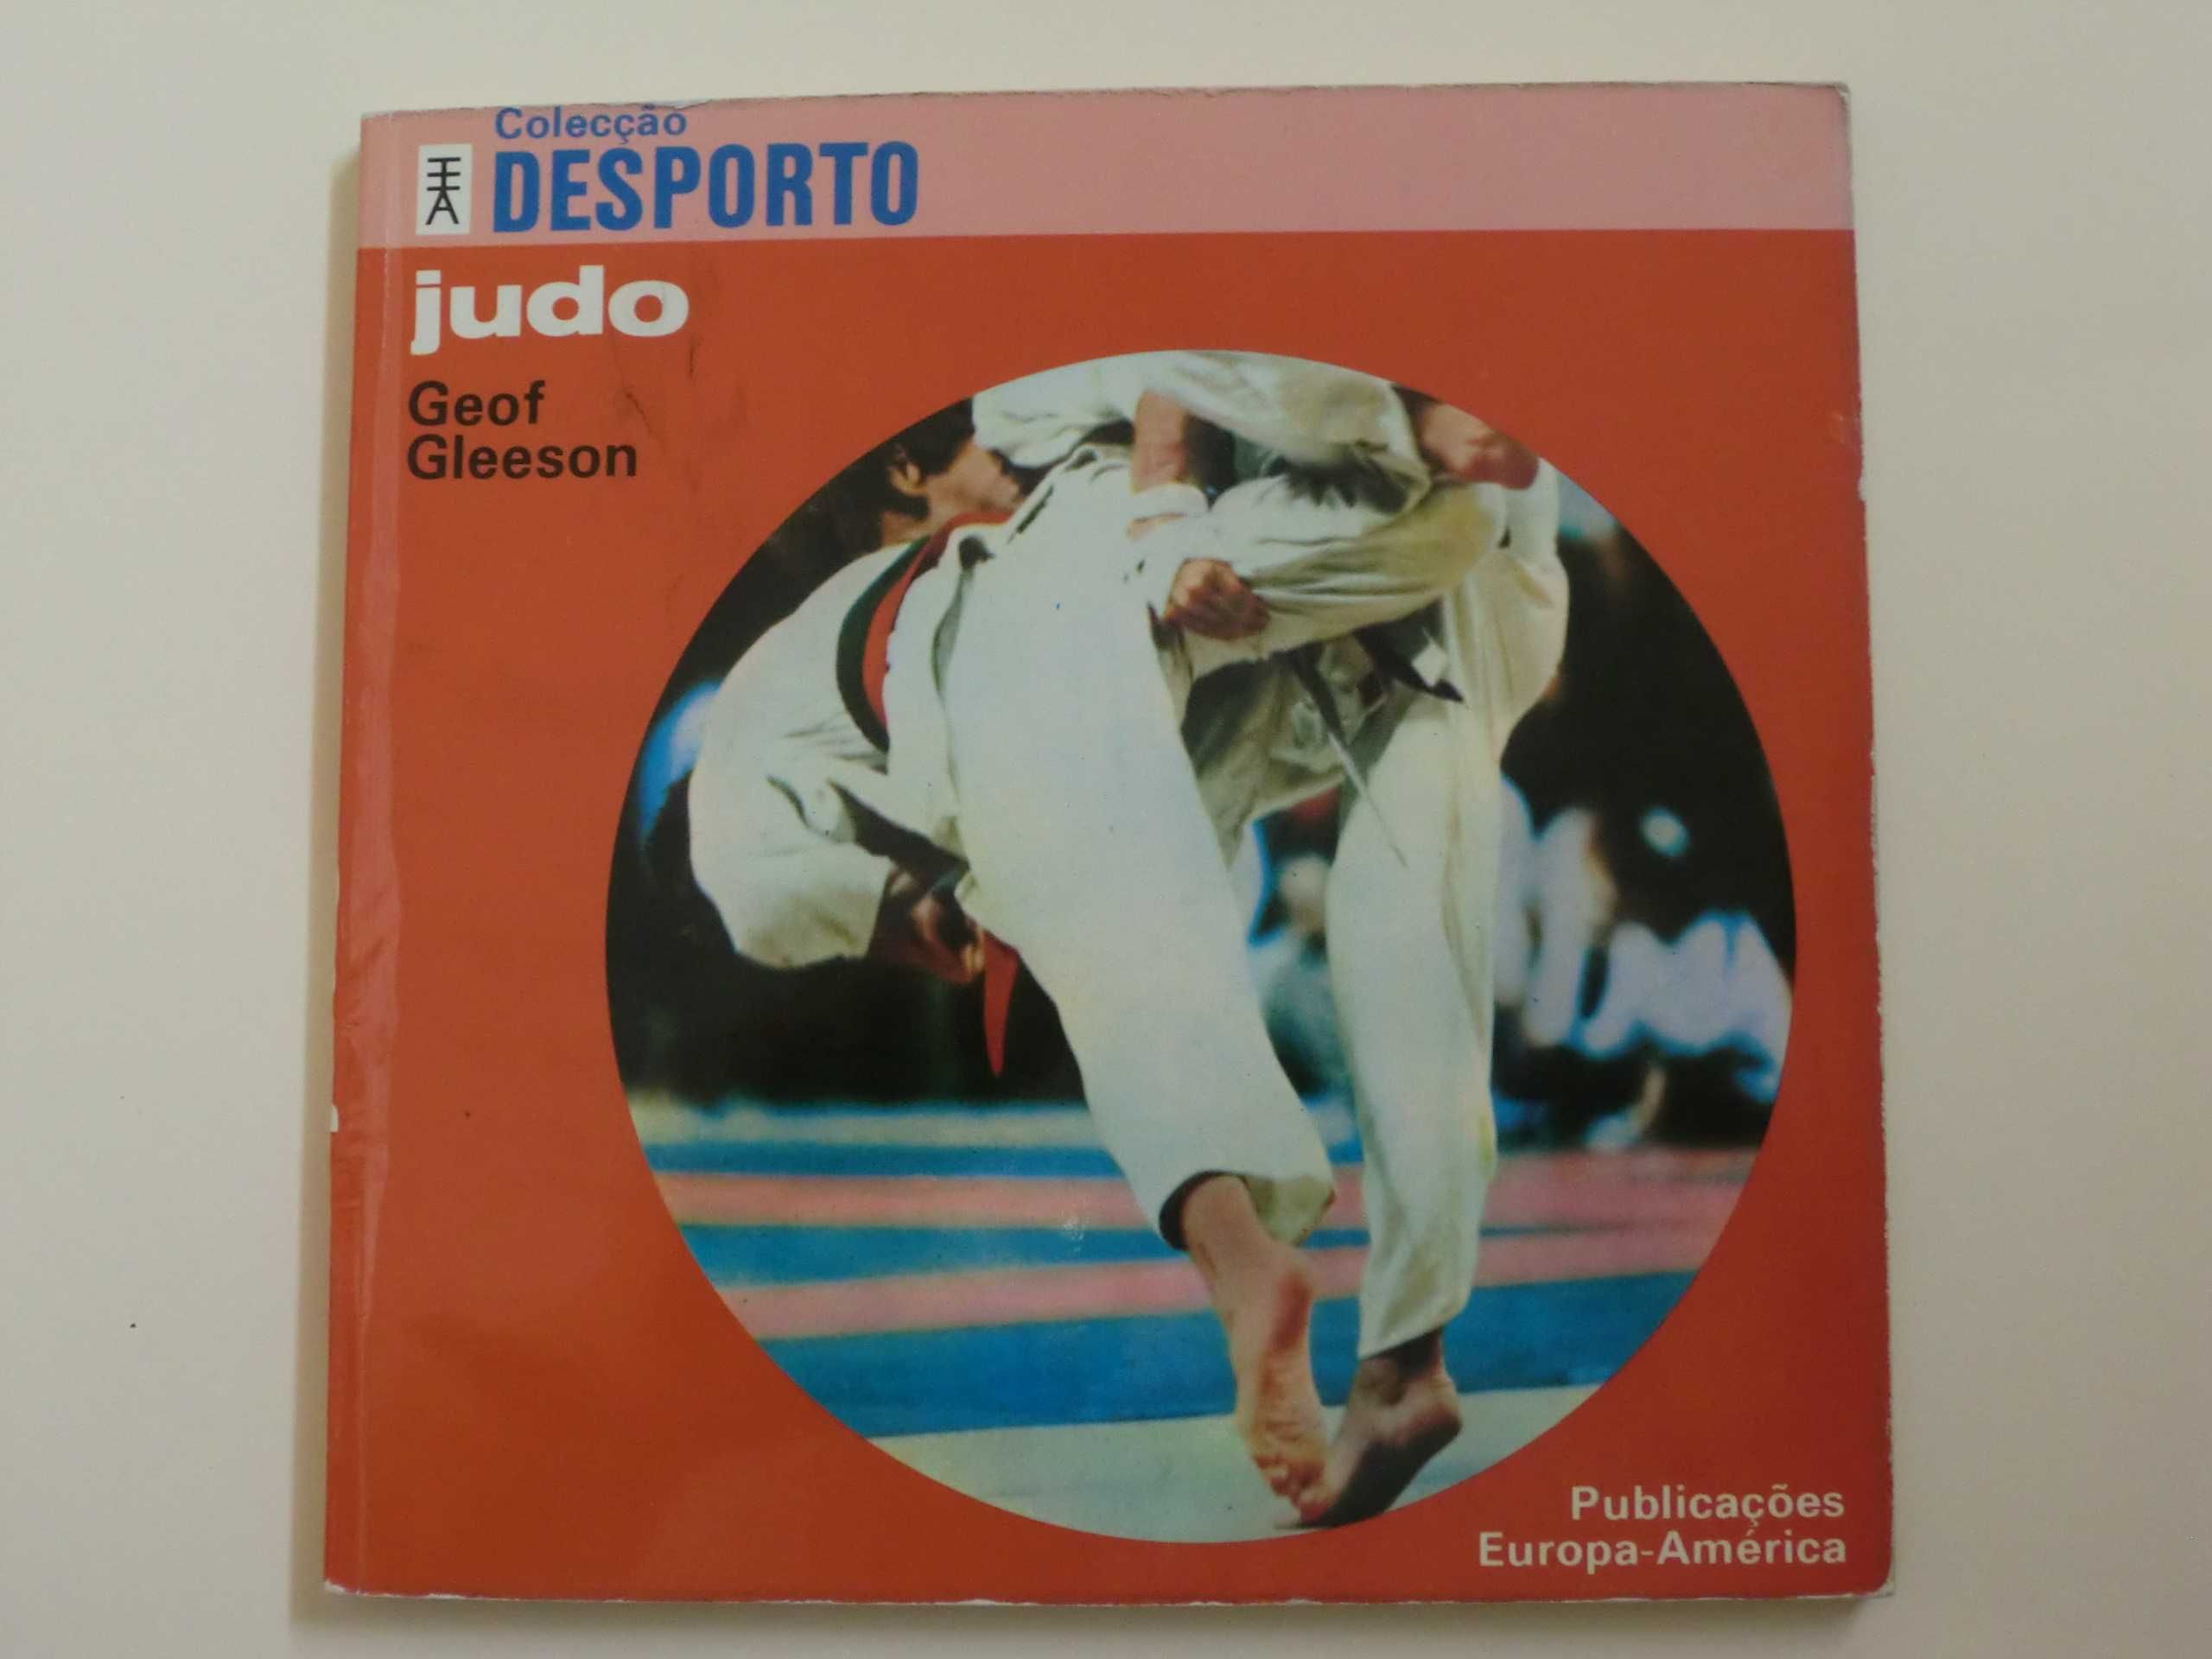 Colecção
DESPORTO
judo
Geof
Gleeson
Publicações
Europa-América